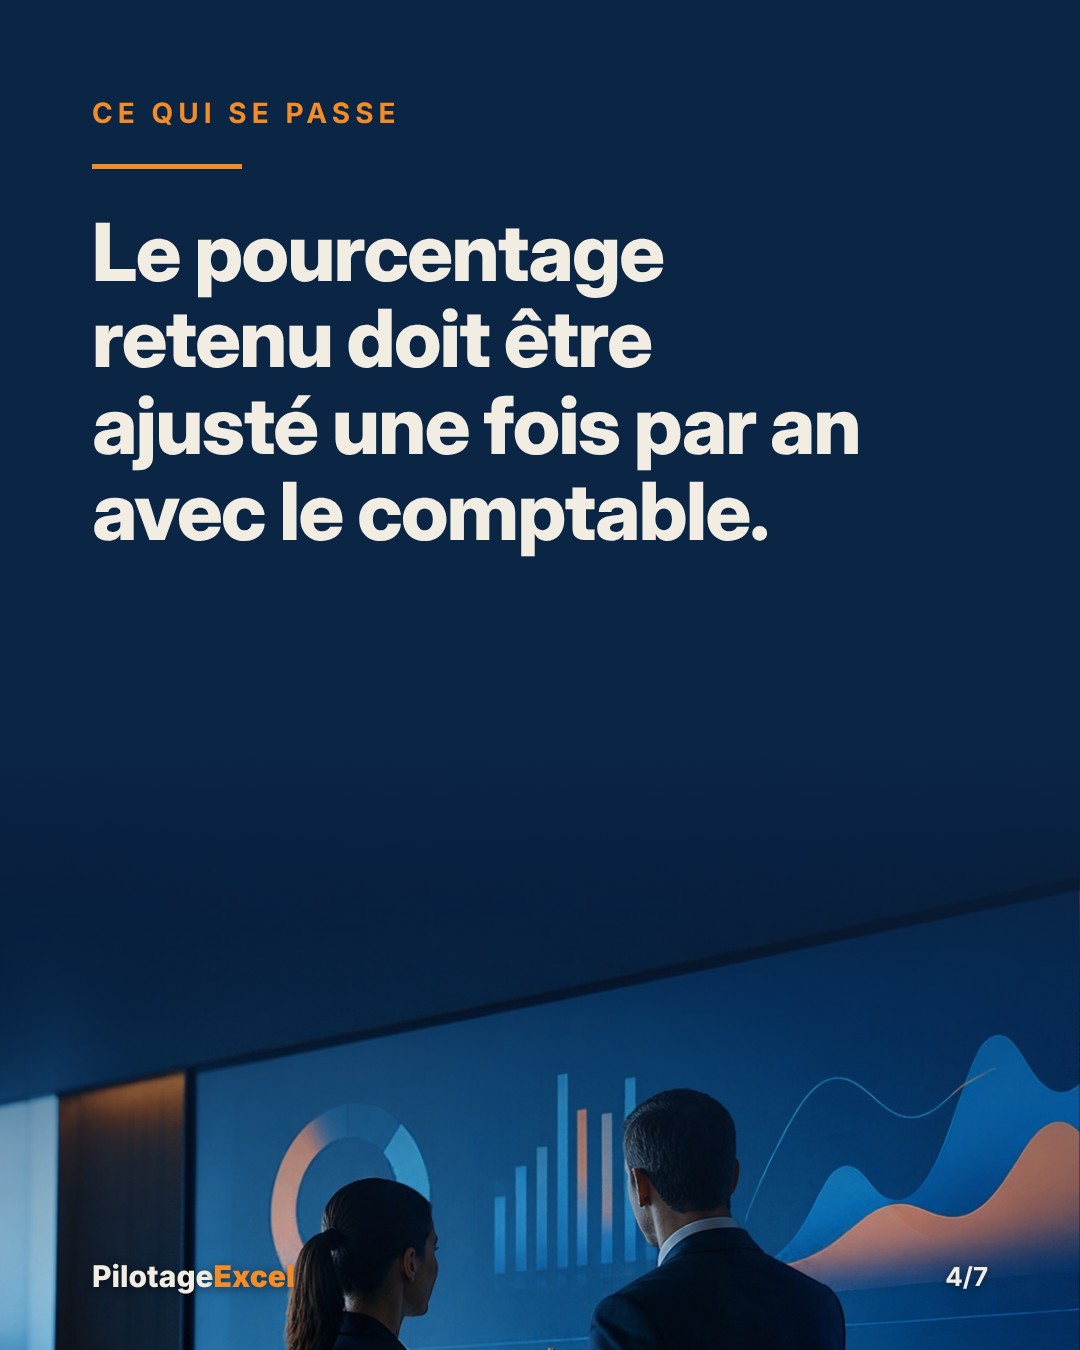 CE QUI SE PASSE
Le pourcentage
retenu doit être
ajusté une fois par an
avec le comptable.
PilotageExcel
4/7